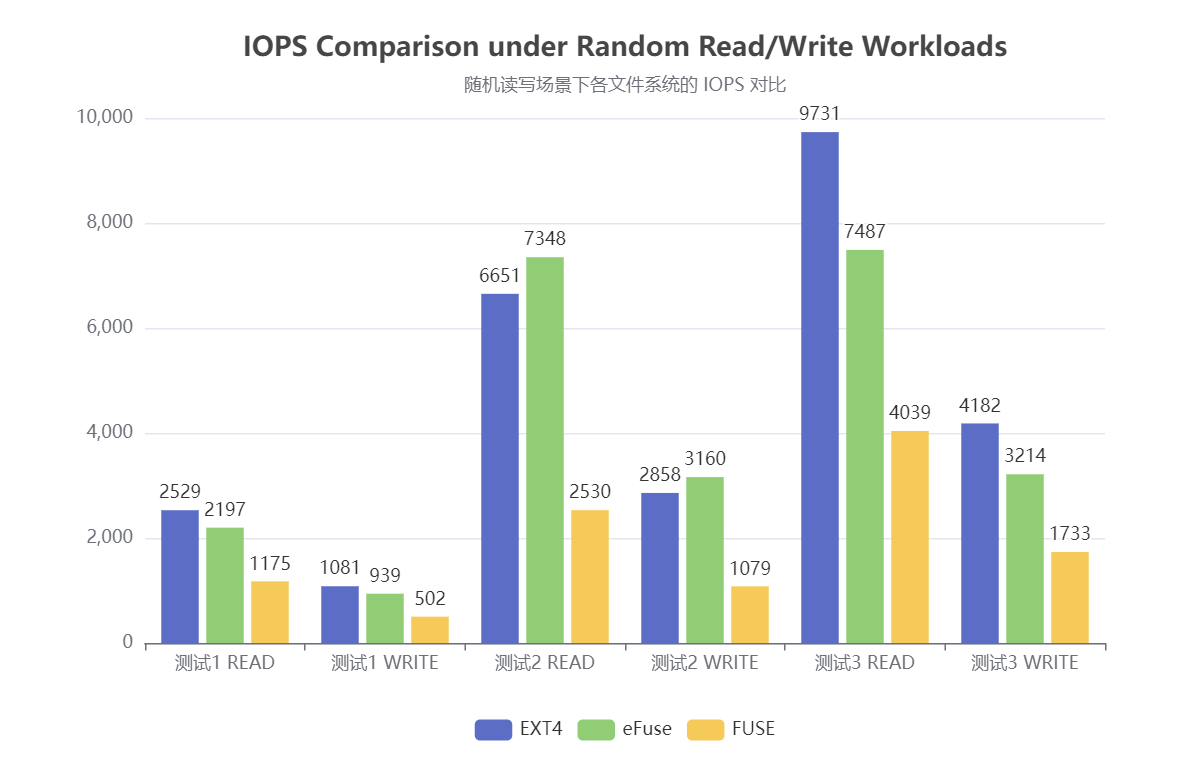 IOPS Comparison under Random Read/Write Workloads
随机读写场景下各文件系统的 IOPS 对比
10,000
8,000
6,000
4,000
2,000
0
2529
2197
1175
1081
939
502
6651
7348
2530
2858
3160
1079
9731
7487
4039
4182
3214
1733
测试1 READ
测试1 WRITE
测试2 READ
测试2 WRITE
测试3 READ
测试3 WRITE
EXT4
eFuse
FUSE